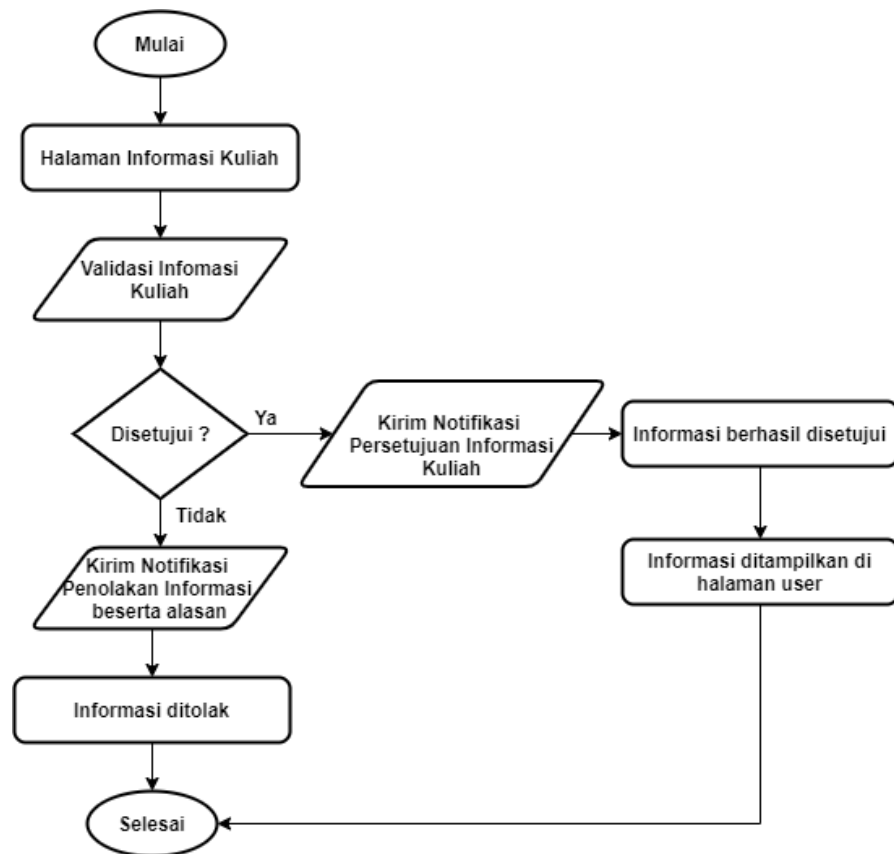 Mulai
Halaman Informasi Kuliah
Validasi Infomasi
Kuliah
Disetujui ?
Ya
Kirim Notifikasi
Persetujuan Informasi
Kuliah
Informasi berhasil disetujui
Informasi ditampilkan di
halaman user
Tidak
Kirim Notifikasi
Penolakan Informasi
beserta alasan
Informasi ditolak
Selesai